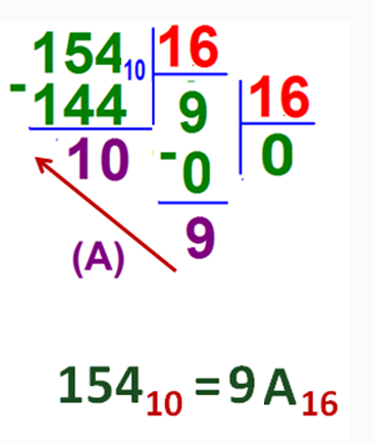 154₁₀ 16
-144 9 16
10 -0 0
(A) 9
154₁₀ = 9A₁₆